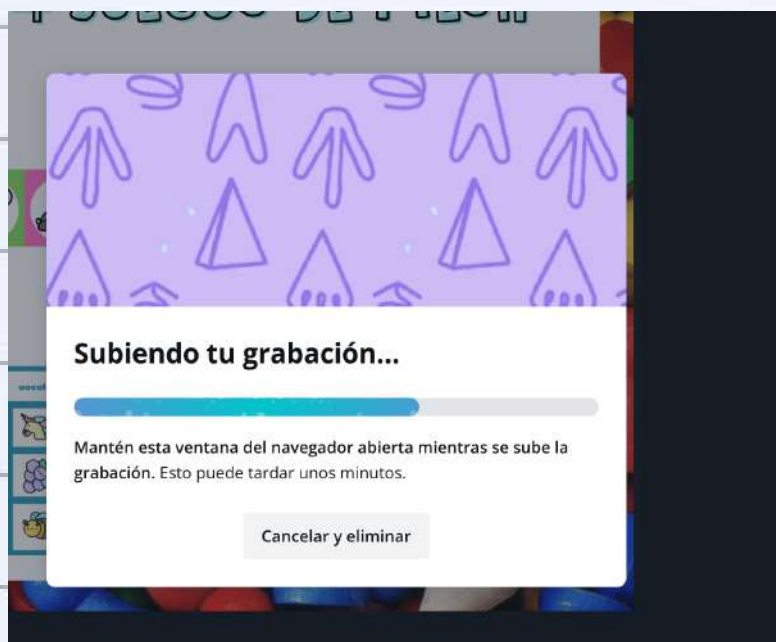 DE
Subiendo tu grabación...
Mantén esta ventana del navegador abierta mientras se sube la
grabación. Esto puede tardar unos minutos.
Cancelar y eliminar